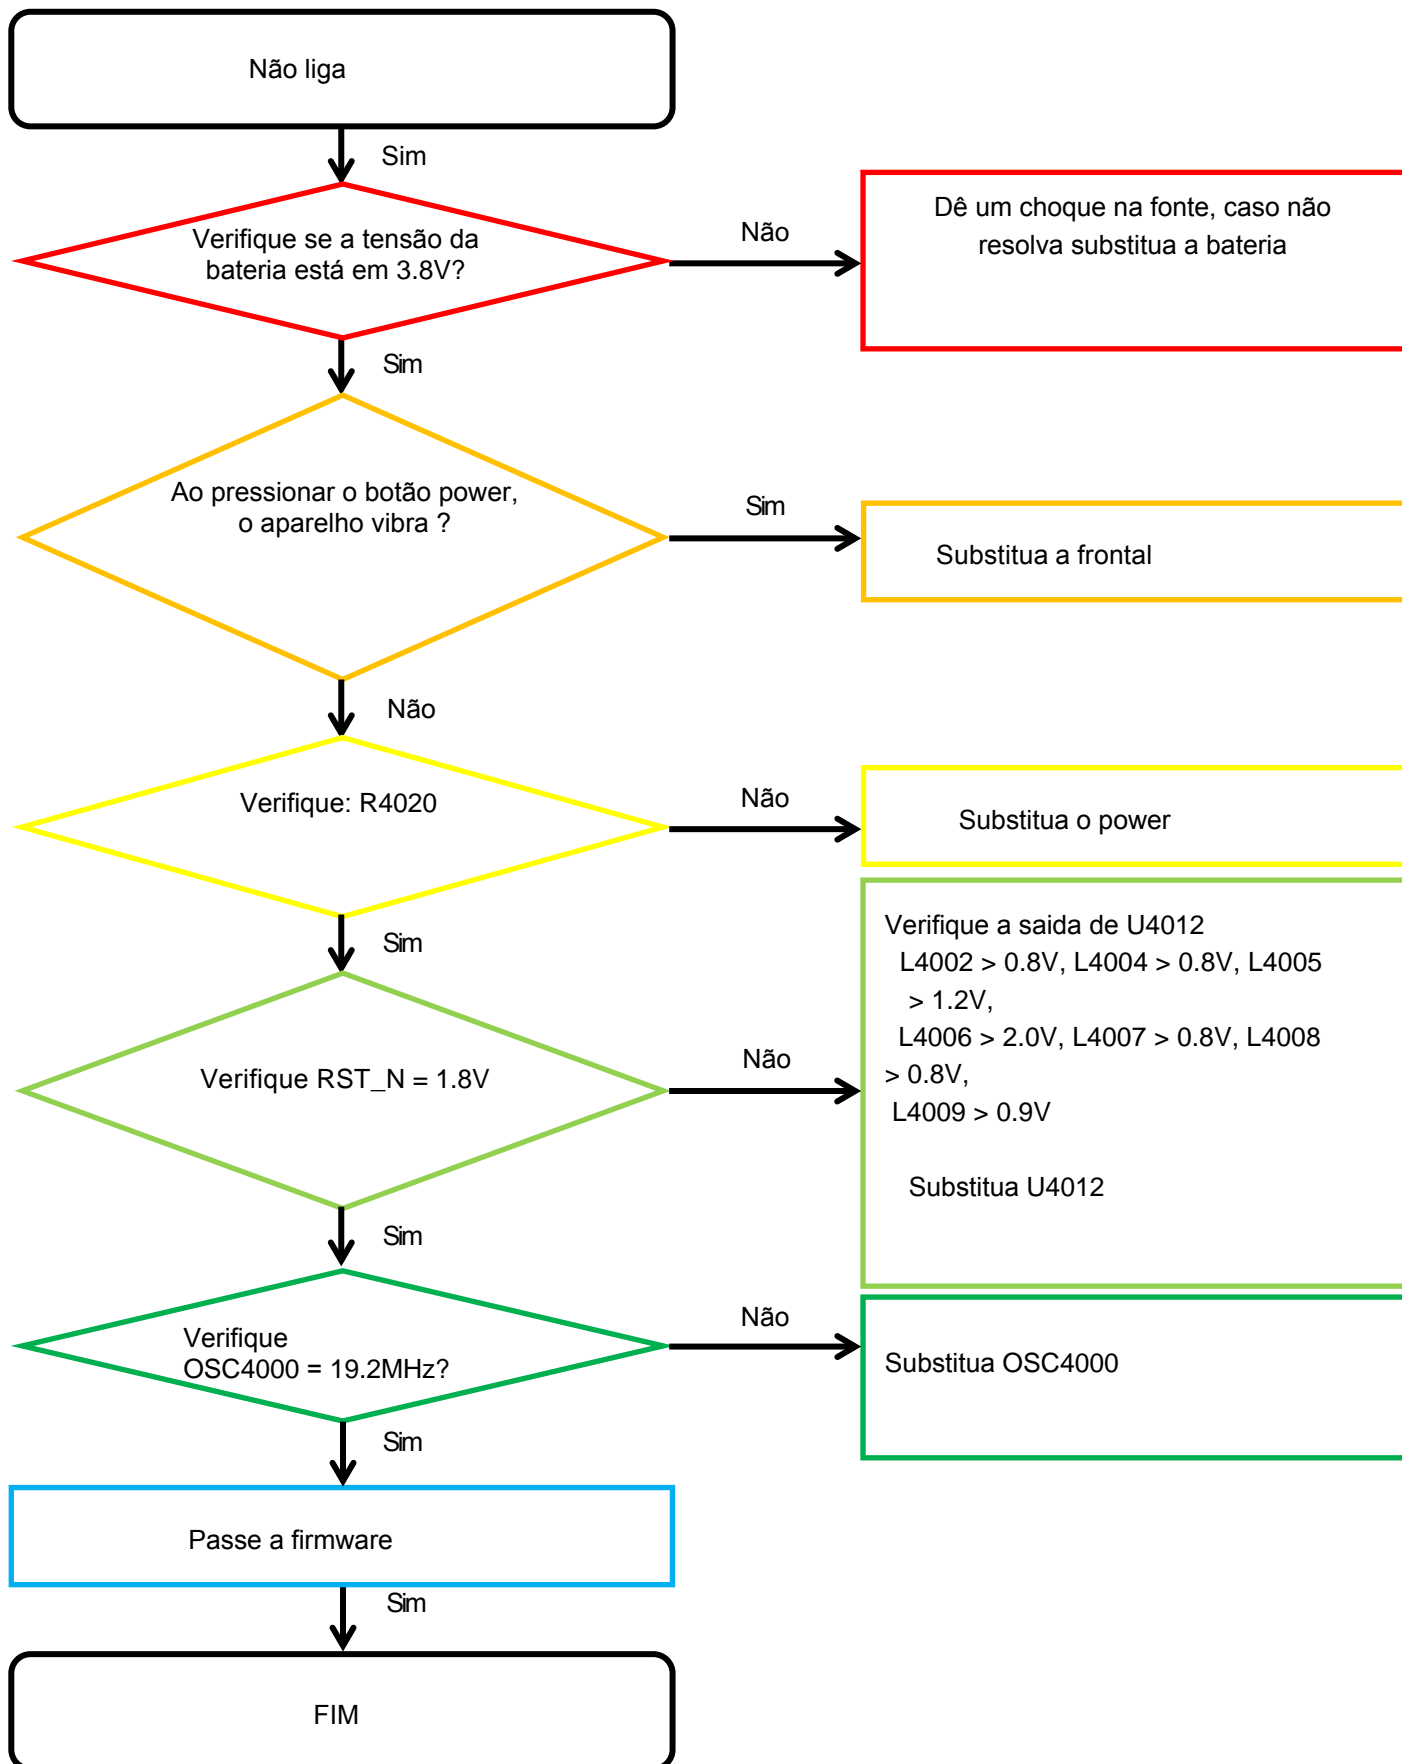 Não liga
Sim
Verifique se a tensão da
bateria está em 3.8V?
Não
Dê um choque na fonte, caso não
resolva substitua a bateria
Sim
Ao pressionar o botão power,
o aparelho vibra ?
Sim
Substitua a frontal
Não
Verifique: R4020
Não
Substitua o power
Sim
Verifique RST_N = 1.8V
Não
Verifique a saida de U4012
L4002 > 0.8V, L4004 > 0.8V, L4005
> 1.2V,
L4006 > 2.0V, L4007 > 0.8V, L4008
> 0.8V,
L4009 > 0.9V
Substitua U4012
Sim
Verifique
OSC4000 = 19.2MHz?
Não
Substitua OSC4000
Sim
Passe a firmware
Sim
FIM